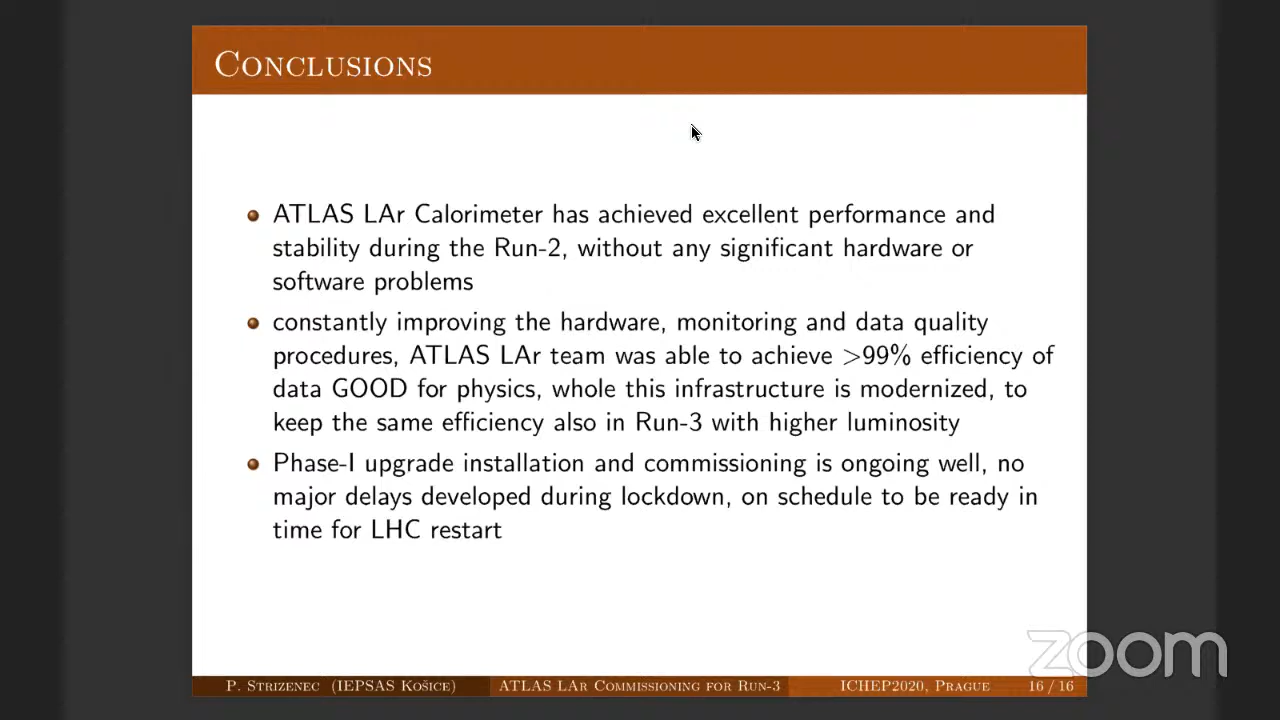 Conclusions
ATLAS LAr Calorimeter has achieved excellent performance and
stability during the Run-2, without any significant hardware or
software problems
constantly improving the hardware, monitoring and data quality
procedures, ATLAS LAr team was able to achieve >99% efficiency of
data GOOD for physics, whole this infrastructure is modernized, to
keep the same efficiency also in Run-3 with higher luminosity
Phase-I upgrade installation and commissioning is ongoing well, no
major delays developed during lockdown, on schedule to be ready in
time for LHC restart
zoom
P. Strizenec (IEPSAS Košice) ATLAS LAr Commissioning for Run-3 ICHEP2020, Prague 16 / 16